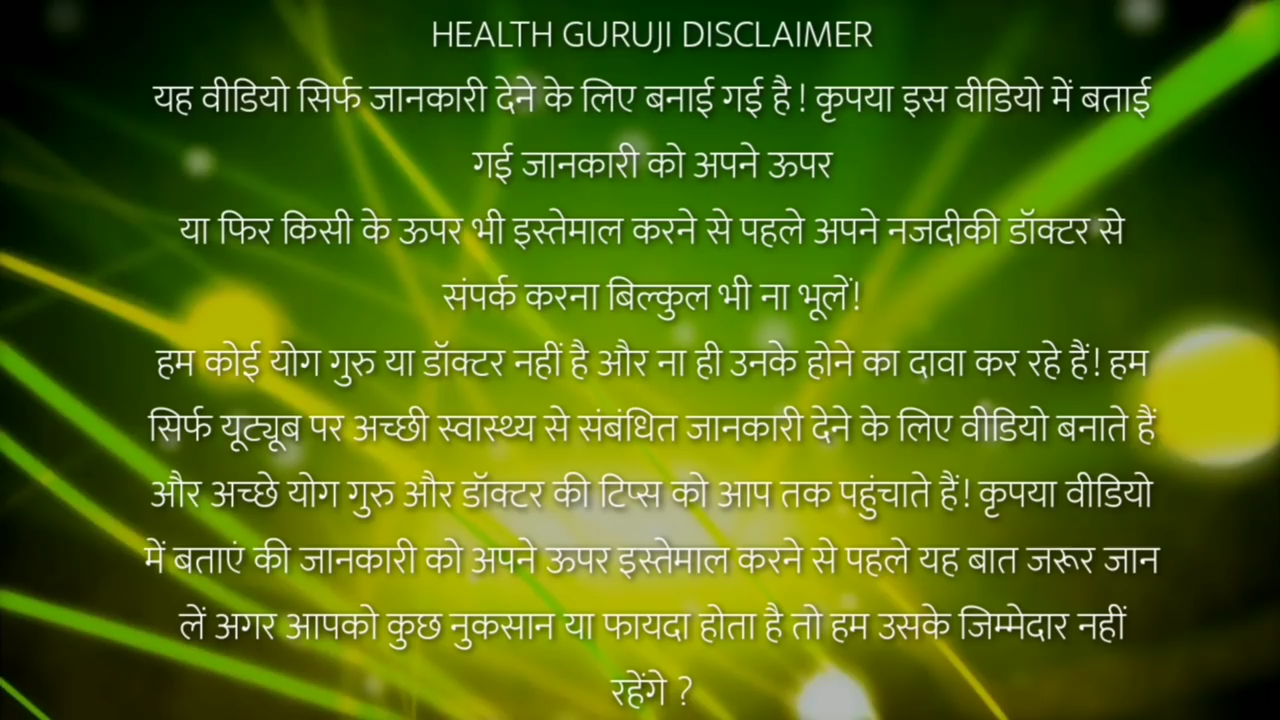 HEALTH GURUJI DISCLAIMER
यह वीडियो सिर्फ जानकारी देने के लिए बनाई गई है ! कृपया इस वीडियो में बताई
गई जानकारी को अपने ऊपर
या फिर किसी के ऊपर भी इस्तेमाल करने से पहले अपने नजदीकी डॉक्टर से
संपर्क करना बिल्कुल भी ना भूलें!
हम कोई योग गुरु या डॉक्टर नहीं है और ना ही उनके होने का दावा कर रहे हैं! हम
सिर्फ यूट्यूब पर अच्छी स्वास्थ्य से संबंधित जानकारी देने के लिए वीडियो बनाते हैं
और अच्छे योग गुरु और डॉक्टर की टिप्स को आप तक पहुंचाते हैं! कृपया वीडियो
में बताएं की जानकारी को अपने ऊपर इस्तेमाल करने से पहले यह बात जरूर जान
लें अगर आपको कुछ नुकसान या फायदा होता है तो हम उसके जिम्मेदार नहीं
रहेंगे ?